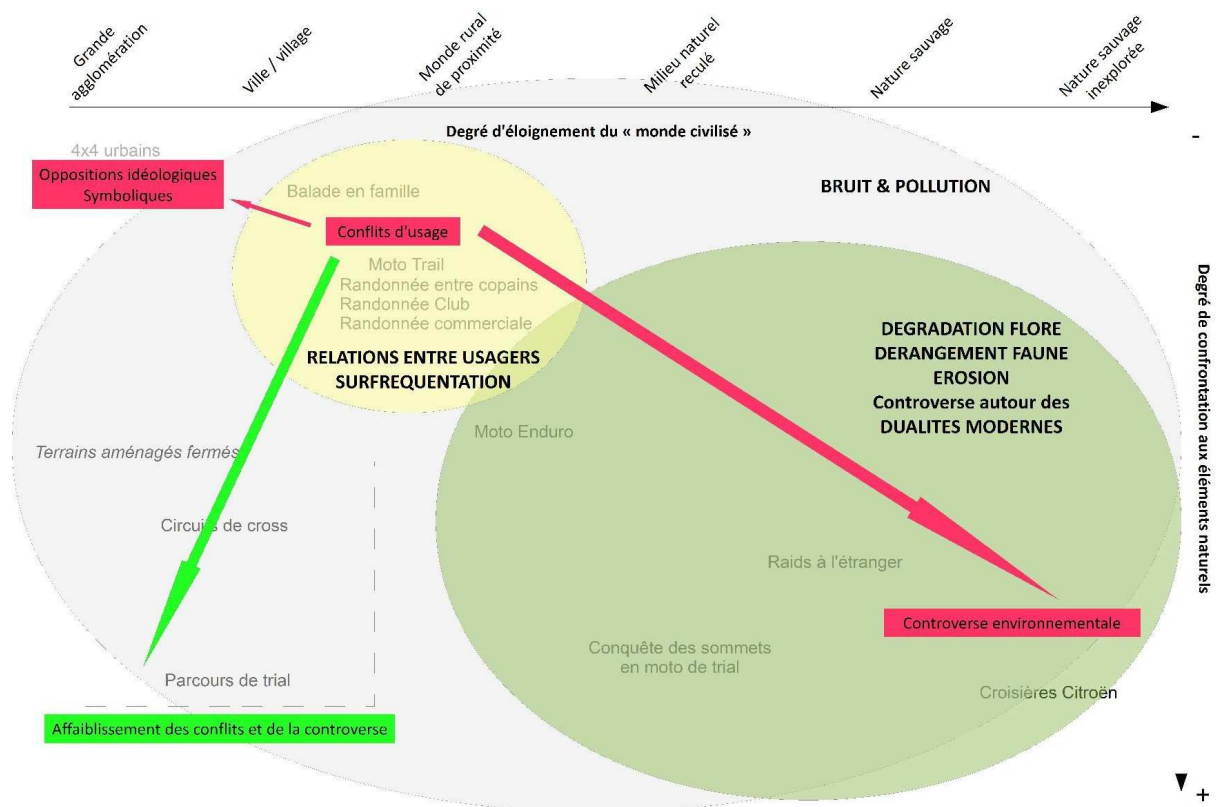 Grande
agglomération
Ville / village
Monde rural
de proximité
Milieu naturel
reculé
Nature sauvage
Nature sauvage
inexplorée
Degré d'éloignement du « monde civilisé »
-
4x4 urbains
Oppositions idéologiques
Symboliques
BRUIT & POLLUTION
Balade en famille
Conflits d'usage
Moto Trail
Randonnée entre copains
Randonnée Club
Randonnée commerciale
RELATIONS ENTRE USAGERS
SURFREQUENTATION
DEGRADATION FLORE
DERANGEMENT FAUNE
EROSION
Controverse autour des
DUALITES MODERNES
Degré de confrontation aux éléments naturels
Moto Enduro
Terrains aménagés fermés
Circuits de cross
Raids à l'étranger
Controverse environnementale
Conquête des sommets
en moto de trial
Parcours de trial
Croisières Citroën
Affaiblissement des conflits et de la controverse
+